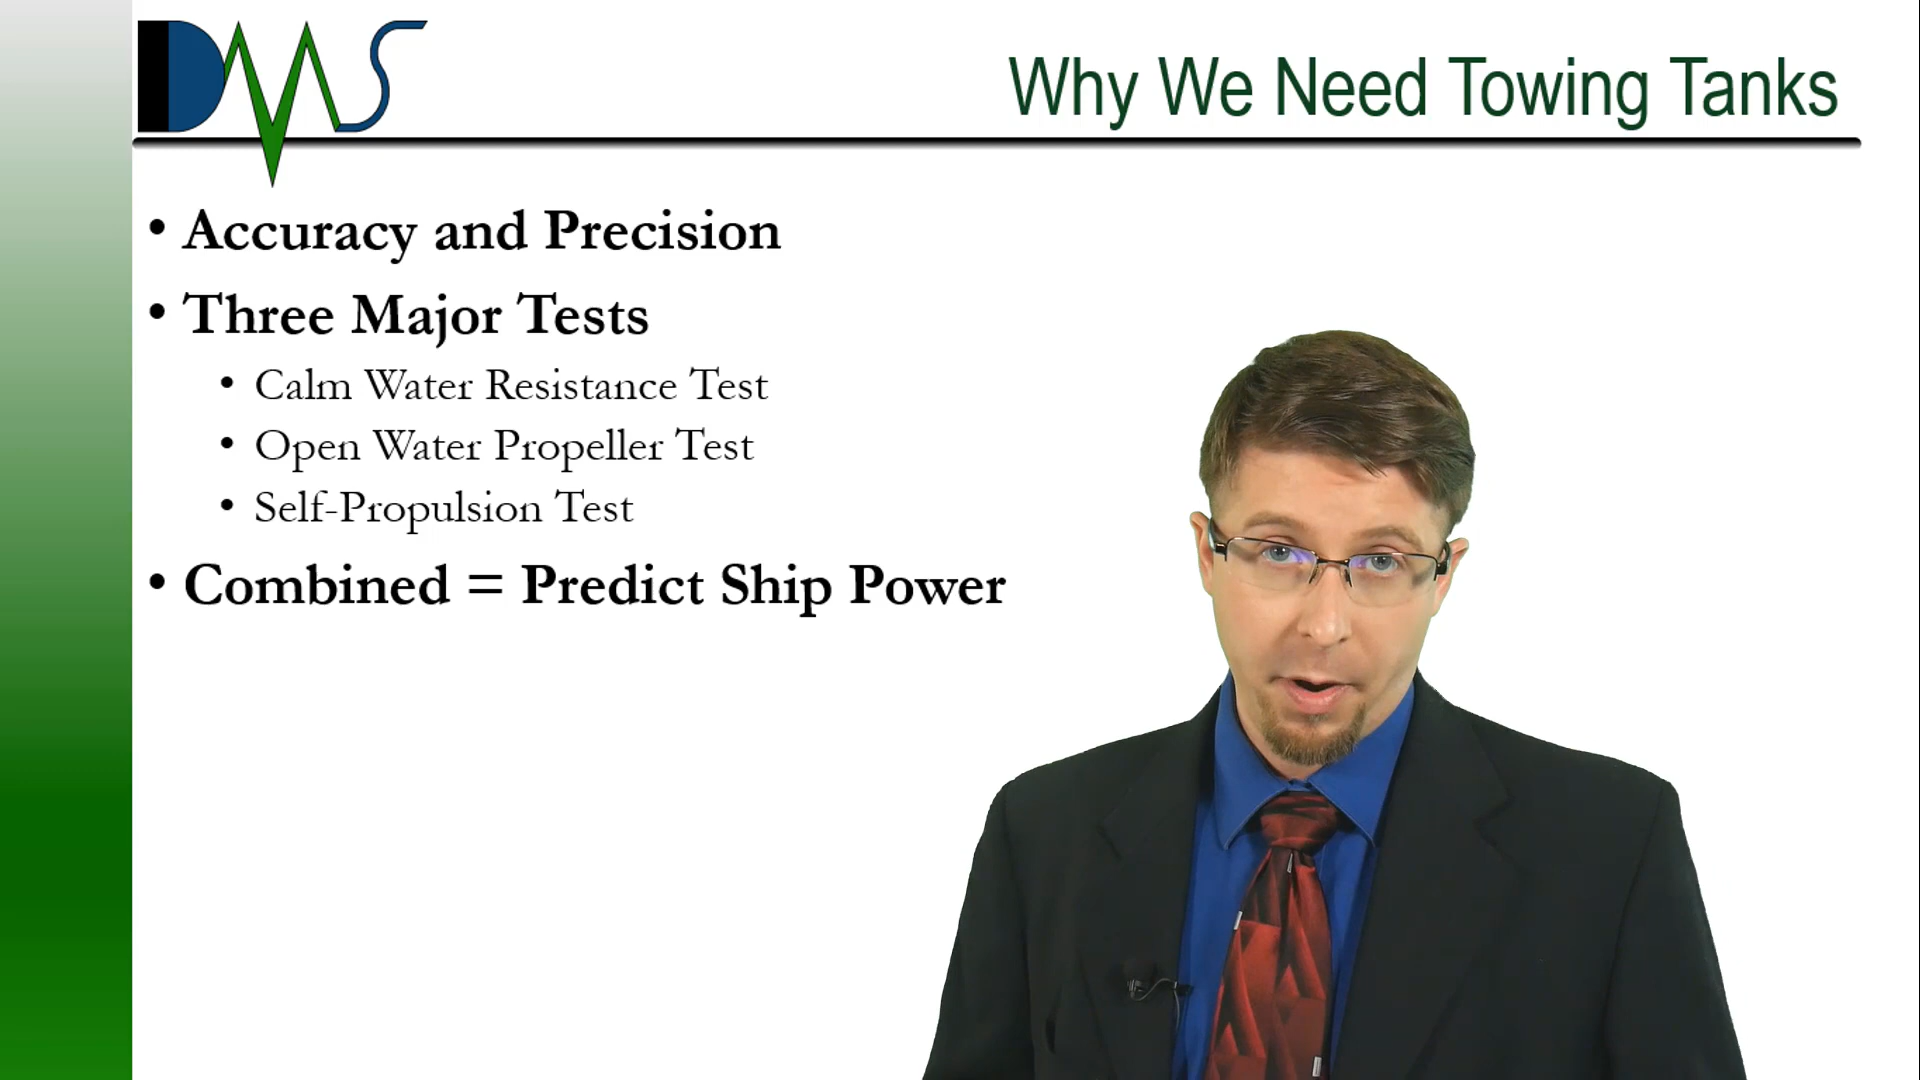 DMS
Why We Need Towing Tanks
• Accuracy and Precision
• Three Major Tests
• Calm Water Resistance Test
• Open Water Propeller Test
• Self-Propulsion Test
• Combined = Predict Ship Power